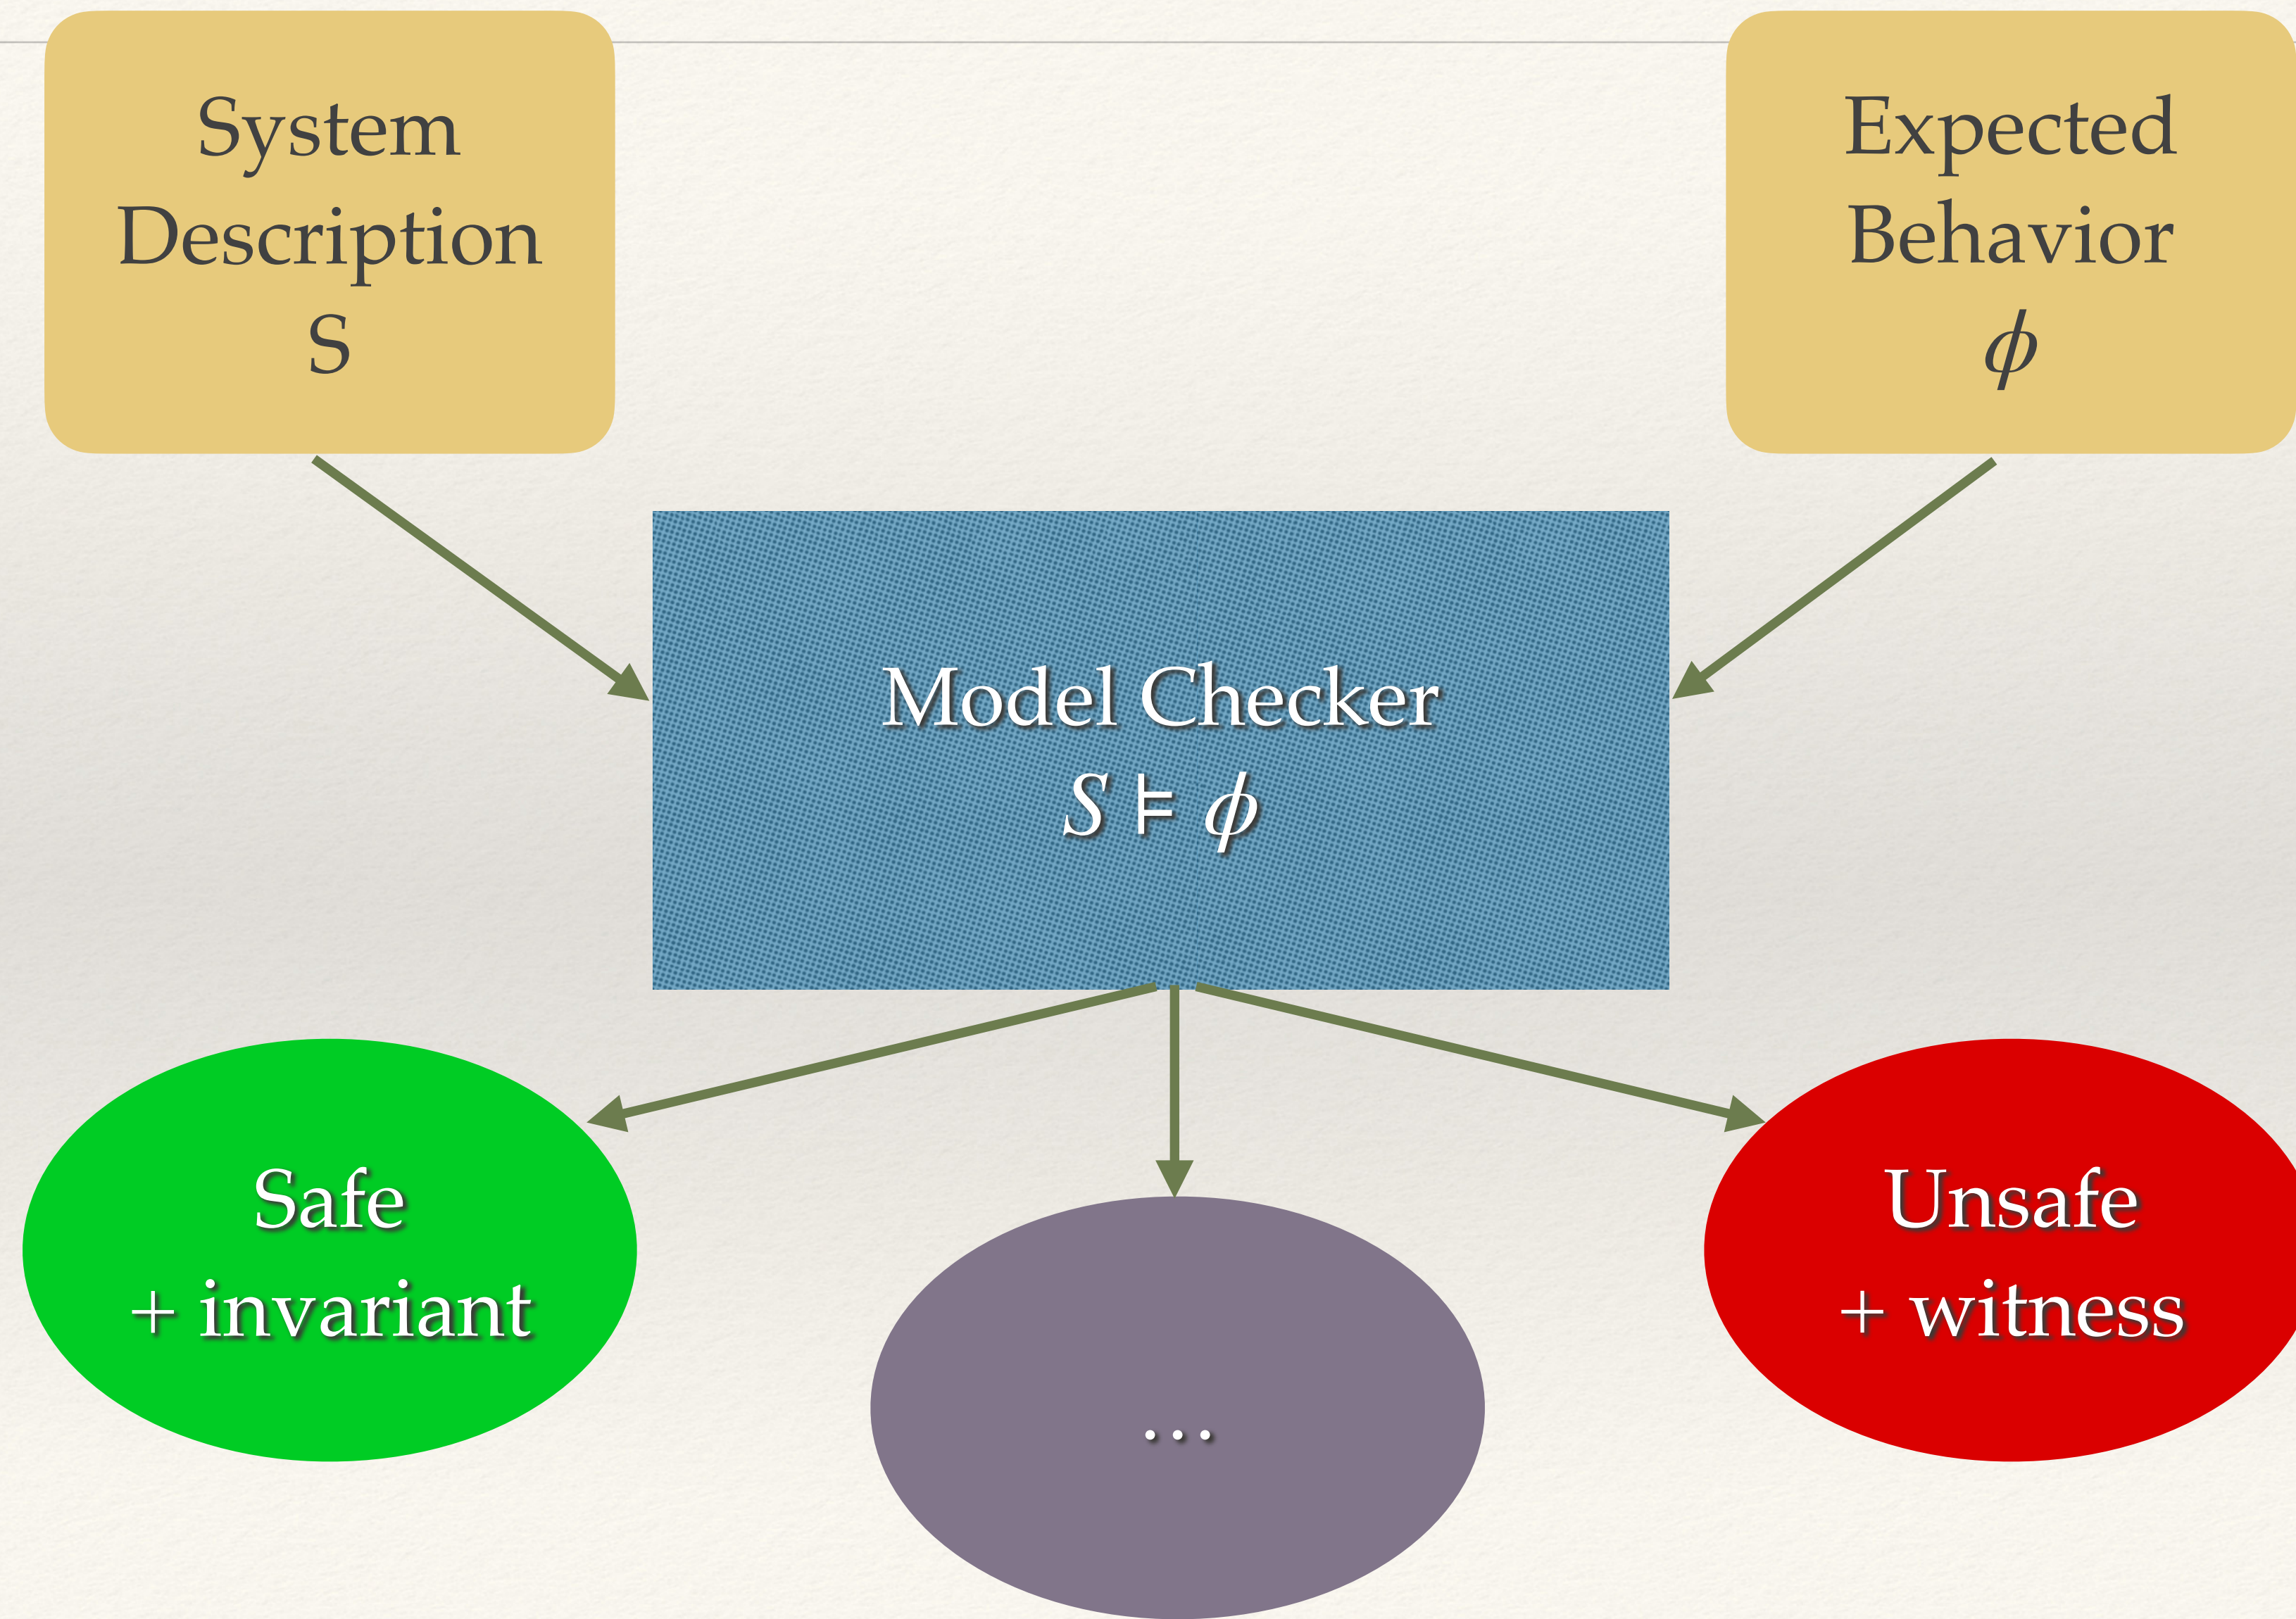 System
Description
S
Expected
Behavior
ϕ
Model Checker
S ⊧ ϕ
Safe
+ invariant
...
Unsafe
+ witness